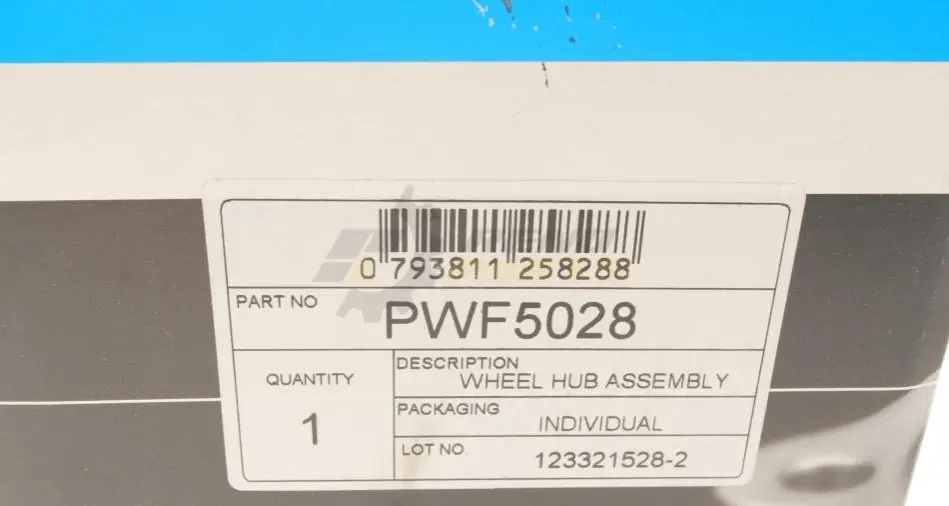 0 793811 258288
PART NO PWF5028
QUANTITY
1
DESCRIPTION
WHEEL HUB ASSEMBLY
PACKAGING
INDIVIDUAL
LOT NO. 123321528-2